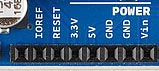 IOREF
RESET
3.3V
5V
GND
GND
Vin
POWER